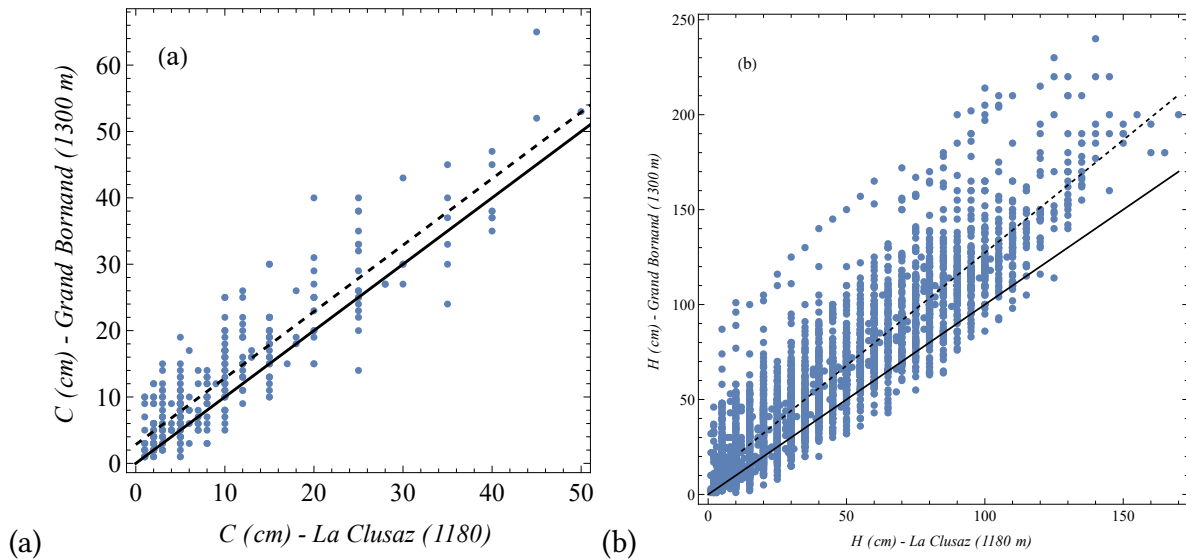 (a)
C (cm) - Grand Bornand (1300 m)
60
50
40
30
20
10
0
0 10 20 30 40 50
C (cm) - La Clusaz (1180)
(a)
(b)
H (cm) - Grand Bornand (1300 m)
250
200
150
100
50
0
0 50 100 150
H (cm) - La Clusaz (1180 m)
(b)